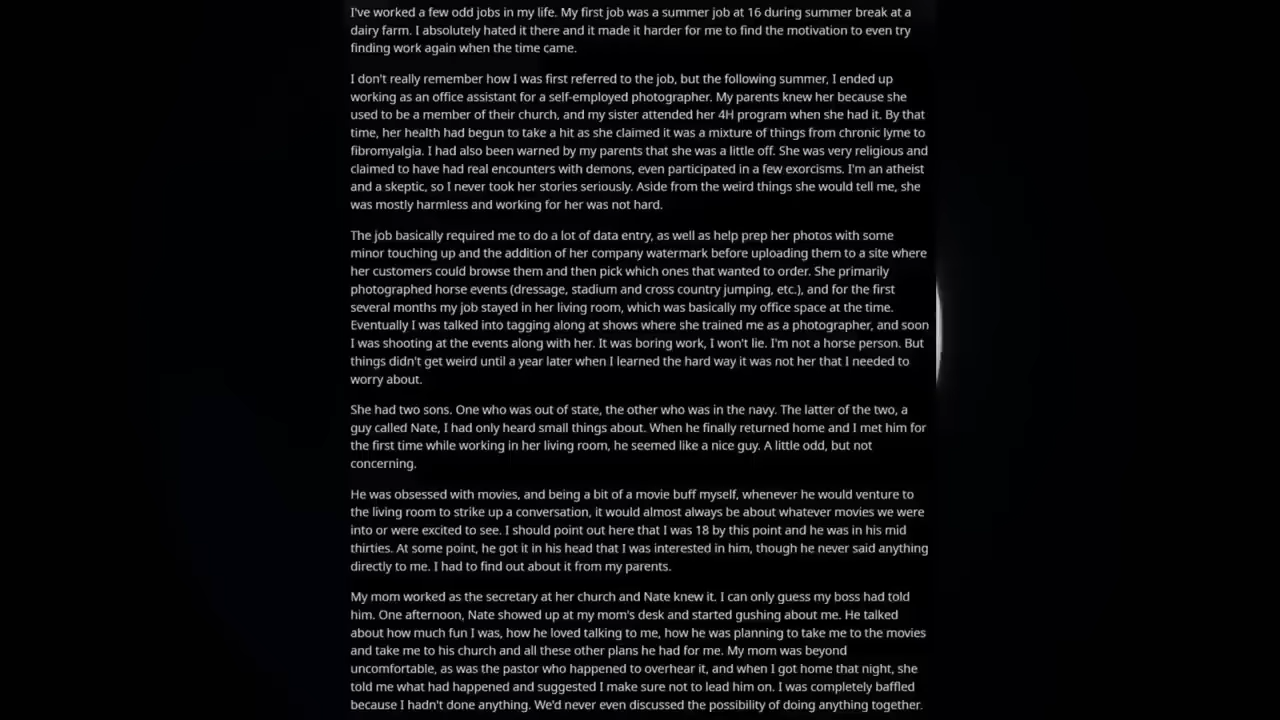 I've worked a few odd jobs in my life. My first job was a summer job at 16 during summer break at a
dairy farm. I absolutely hated it there and it made it harder for me to find the motivation to even try
finding work again when the time came.
I don't really remember how I was first referred to the job, but the following summer, I ended up
working as an office assistant for a self-employed photographer. My parents knew her because she
used to be a member of their church, and my sister attended her 4H program when she had it. By that
time, her health had begun to take a hit as she claimed it was a mixture of things from chronic lyme to
fibromyalgia. I had also been warned by my parents that she was a little off. She was very religious and
claimed to have had real encounters with demons, even participated in a few exorcisms. I'm an atheist
and a skeptic, so I never took her stories seriously. Aside from the weird things she would tell me, she
was mostly harmless and working for her was not hard.
The job basically required me to do a lot of data entry, as well as help prep her photos with some
minor touching up and the addition of her company watermark before uploading them to a site where
her customers could browse them and then pick which ones that wanted to order. She primarily
photographed horse events (dressage, stadium and cross country jumping, etc.), and for the first
several months my job stayed in her living room, which was basically my office space at the time.
Eventually I was talked into tagging along at shows where she trained me as a photographer, and soon
I was shooting at the events along with her. It was boring work, I won't lie. I'm not a horse person. But
things didn't get weird until a year later when I learned the hard way it was not her that I needed to
worry about.
She had two sons. One who was out of state, the other who was in the navy. The latter of the two, a
guy called Nate, I had only heard small things about. When he finally returned home and I met him for
the first time while working in her living room, he seemed like a nice guy. A little odd, but not
concerning.
He was obsessed with movies, and being a bit of a movie buff myself, whenever he would venture to
the living room to strike up a conversation, it would almost always be about whatever movies we were
into or were excited to see. I should point out here that I was 18 by this point and he was in his mid
thirties. At some point, he got it in his head that I was interested in him, though he never said anything
directly to me. I had to find out about it from my parents.
My mom worked as the secretary at her church and Nate knew it. I can only guess my boss had told
him. One afternoon, Nate showed up at my mom's desk and started gushing about me. He talked
about how much fun I was, how he loved talking to me, how he was planning to take me to the movies
and take me to his church and all these other plans he had for me. My mom was beyond
uncomfortable, as was the pastor who happened to overhear it, and when I got home that night, she
told me what had happened and suggested I make sure not to lead him on. I was completely baffled
because I hadn't done anything. We'd never even discussed the possibility of doing anything together.